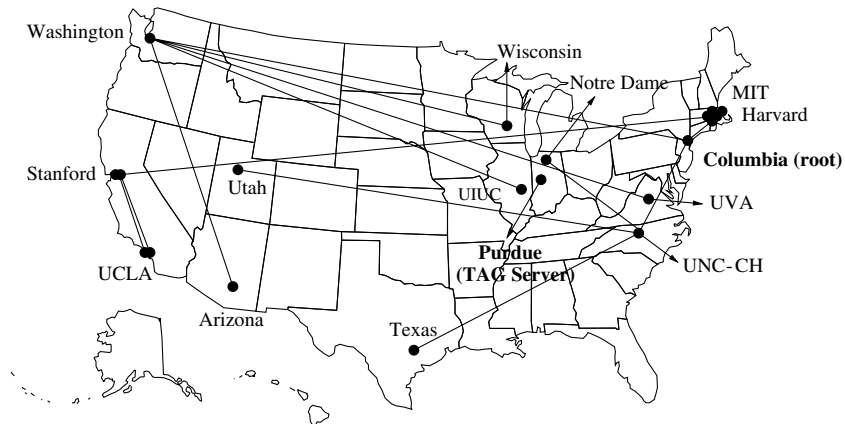 Washington
Wisconsin
Notre Dame
MIT
Harvard
Columbia (root)
Stanford
Utah
UIUC
UVA
Purdue
(TAG Server)
UNC-CH
UCLA
Arizona
Texas